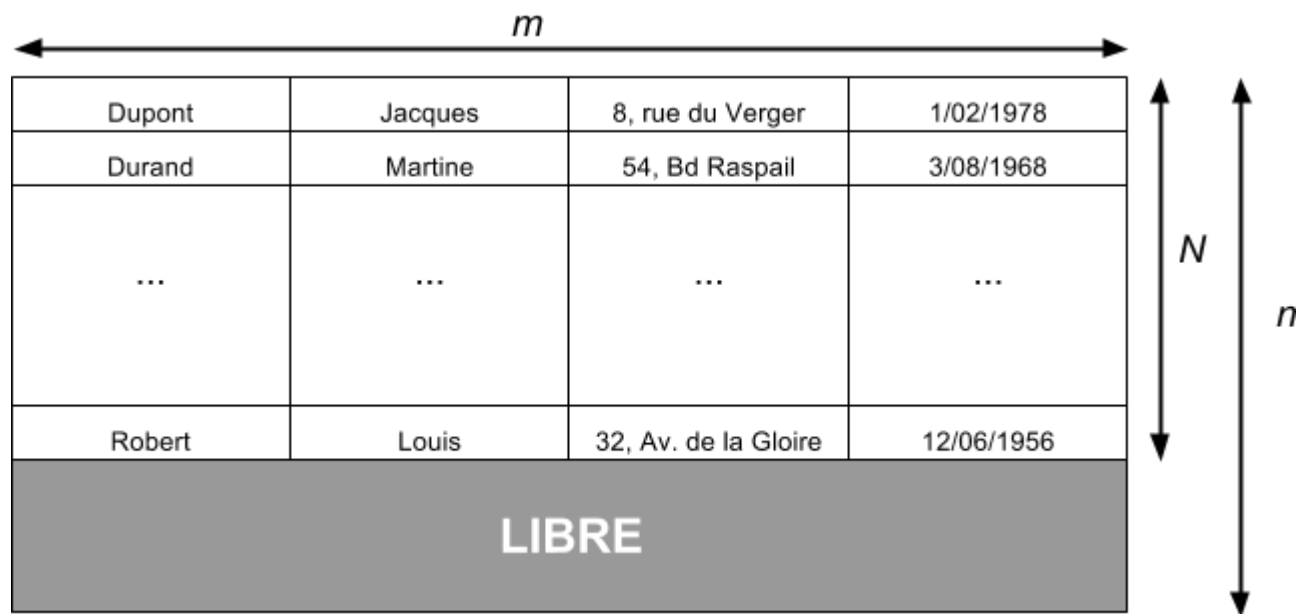 m
Dupont Jacques 8, rue du Verger 1/02/1978
Durand Martine 54, Bd Raspail 3/08/1968
... ... ... ...
N
n
Robert Louis 32, Av. de la Gloire 12/06/1956
LIBRE